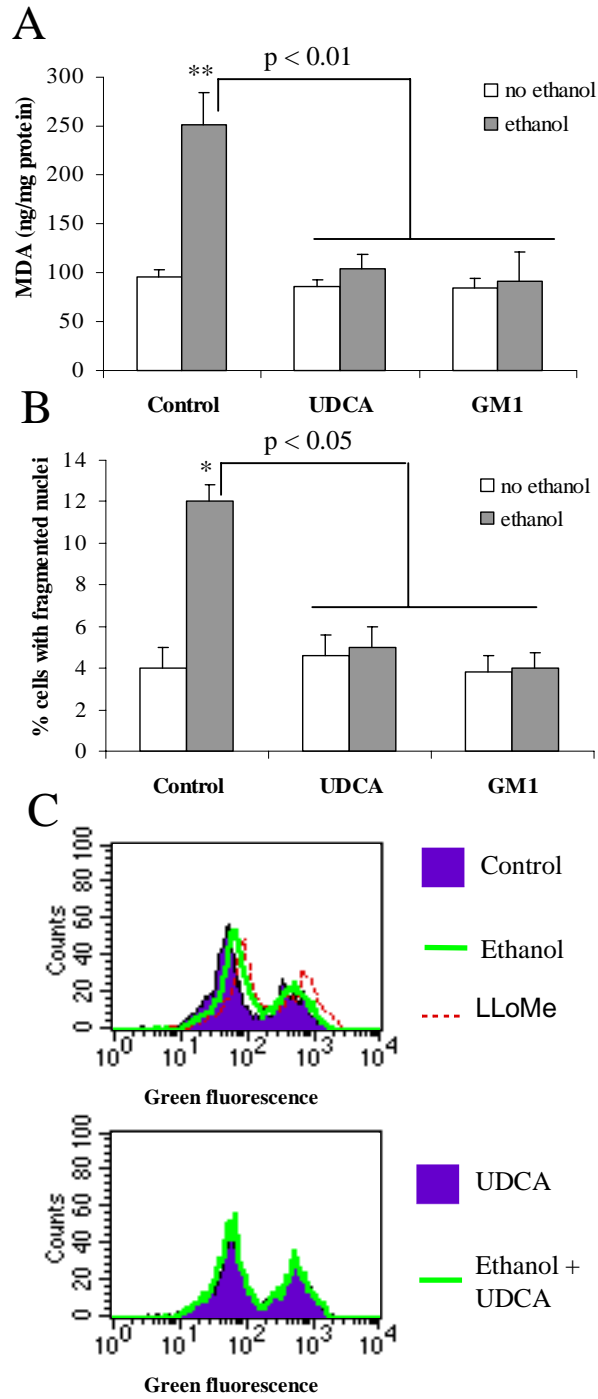 A
p < 0.01
**
no ethanol
ethanol
MDA (ng/mg protein)
300
250
200
150
100
50
0
Control UDCA GM1
B
p < 0.05
*
no ethanol
ethanol
% cells with fragmented nuclei
14
12
10
8
6
4
2
0
Control UDCA GM1
C
Counts
100
80
60
40
20
0
10^0 10^1 10^2 10^3 10^4
Green fluorescence
Control
Ethanol
LLoMe
Counts
100
80
60
40
20
0
10^0 10^1 10^2 10^3 10^4
Green fluorescence
UDCA
Ethanol +
UDCA